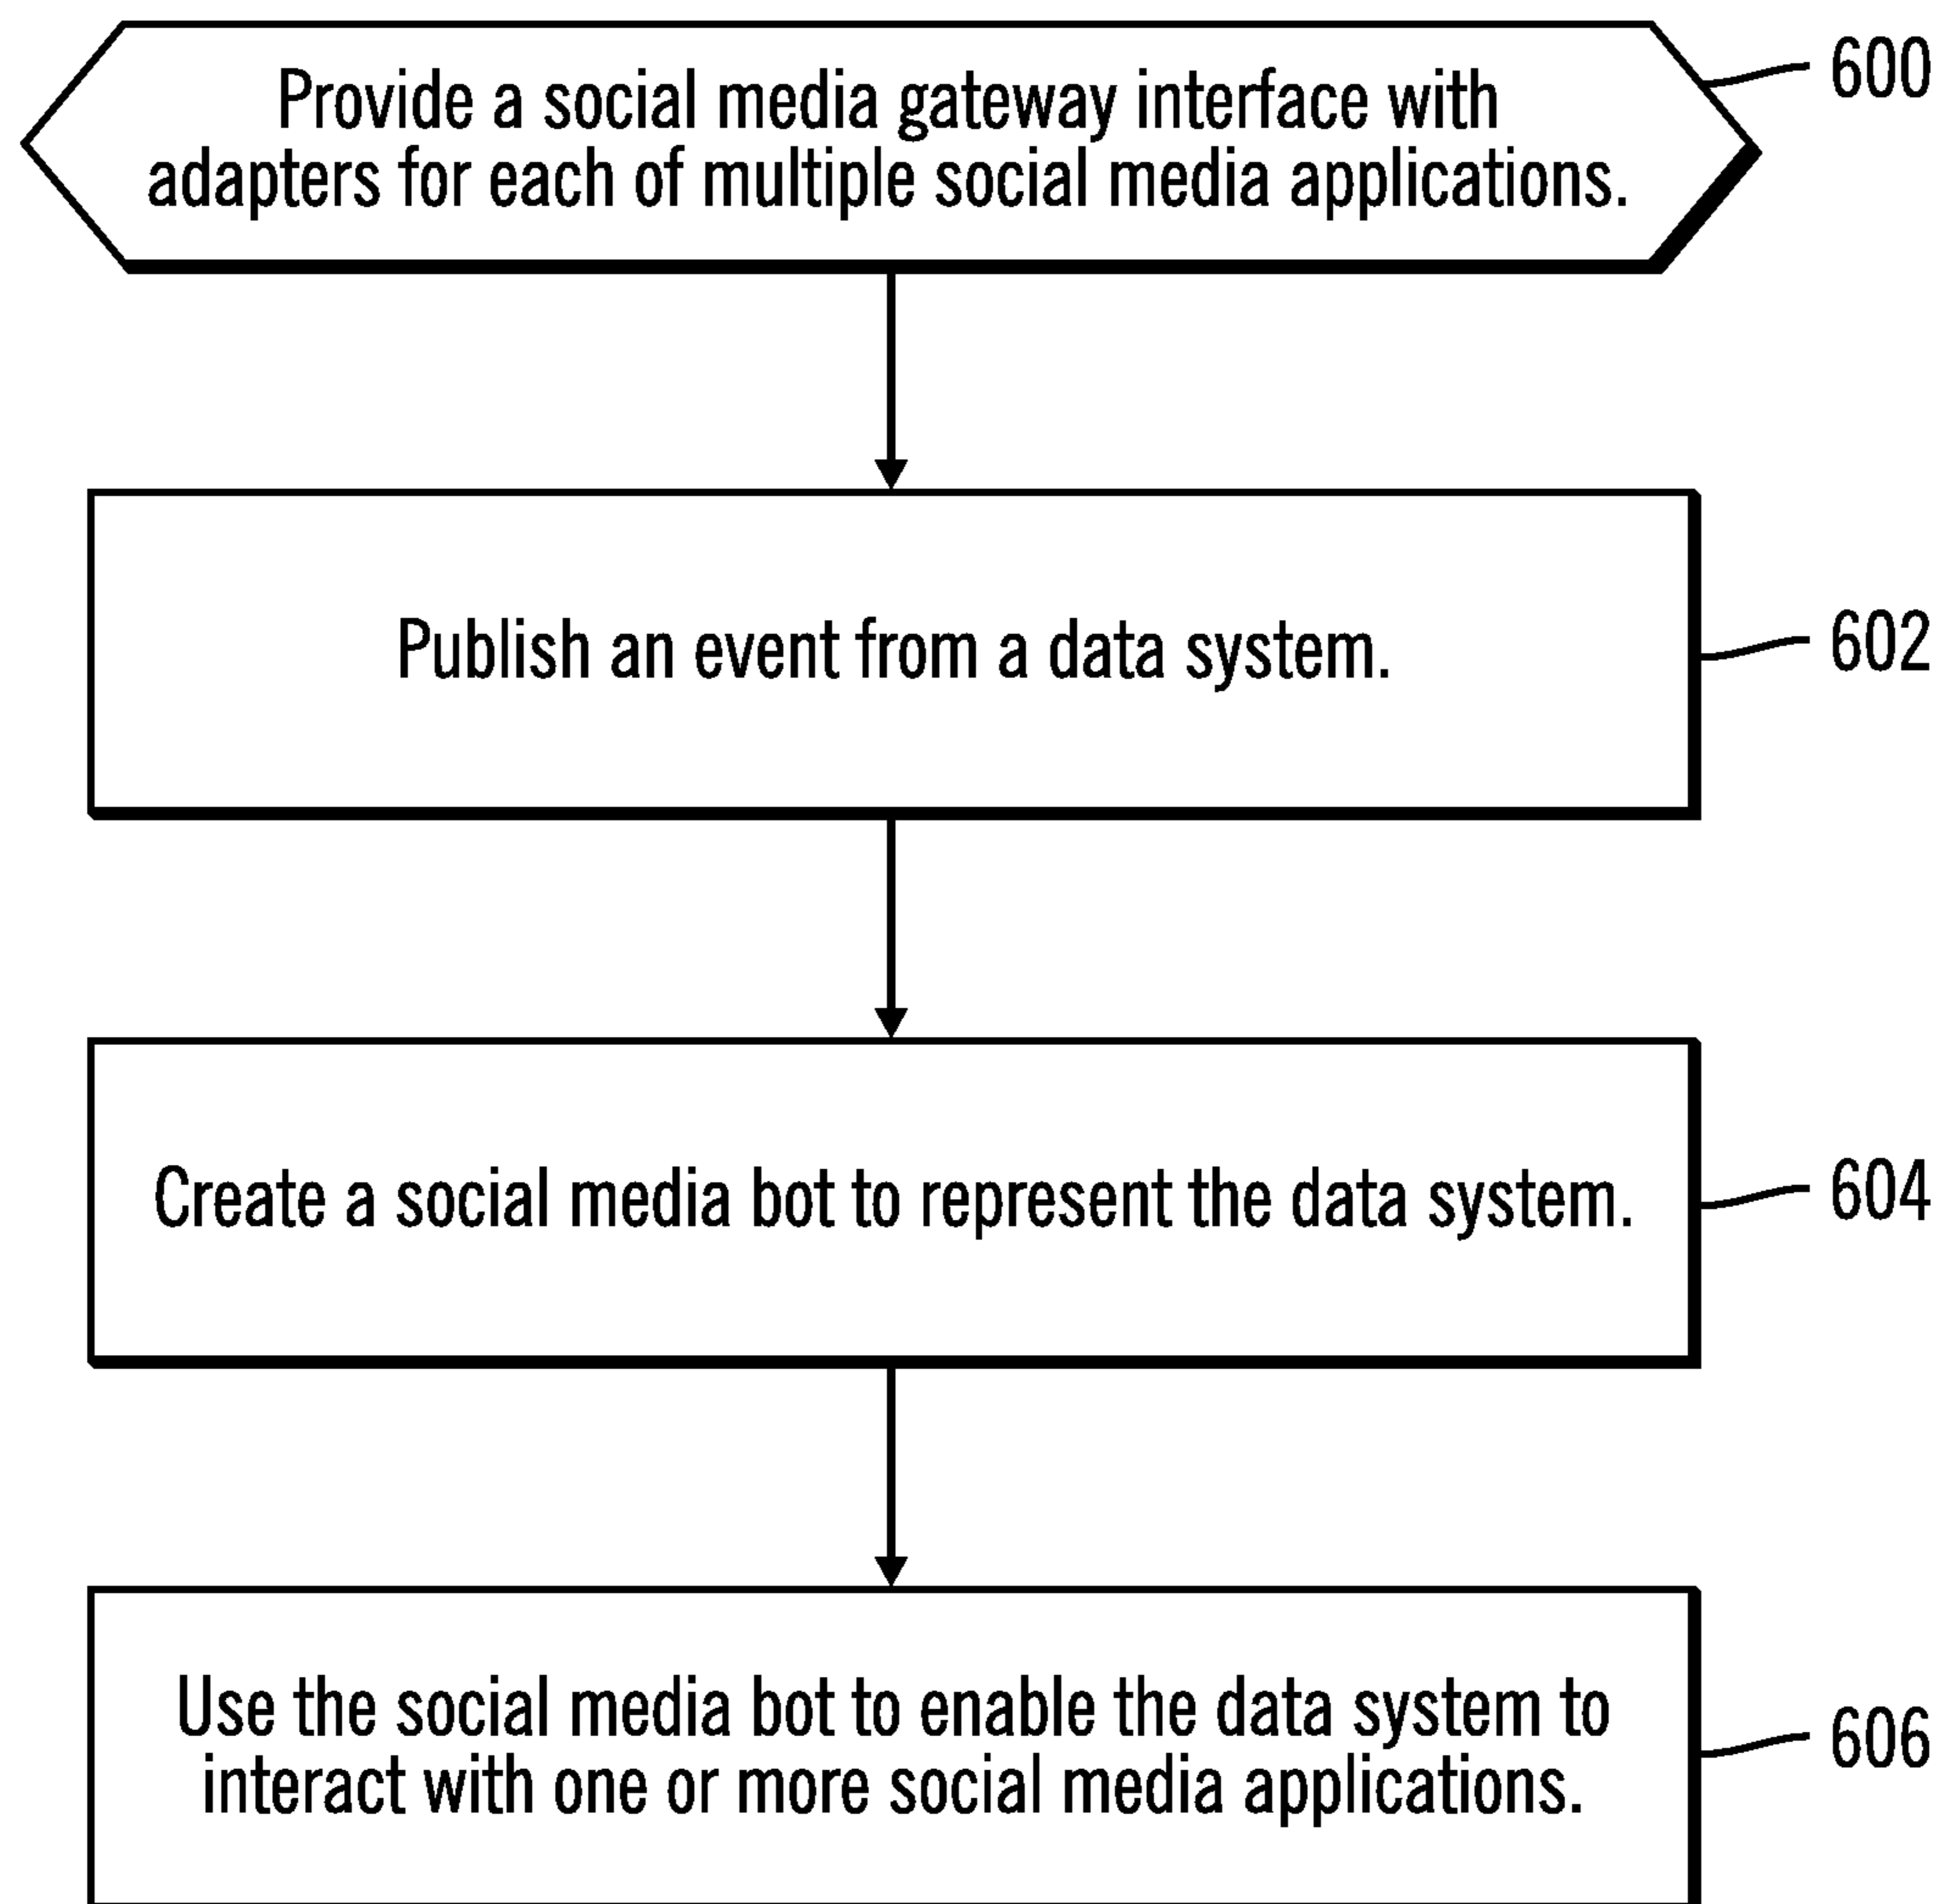 Provide a social media gateway interface with
adapters for each of multiple social media applications.
600
Publish an event from a data system.
602
Create a social media bot to represent the data system.
604
Use the social media bot to enable the data system to
interact with one or more social media applications.
606